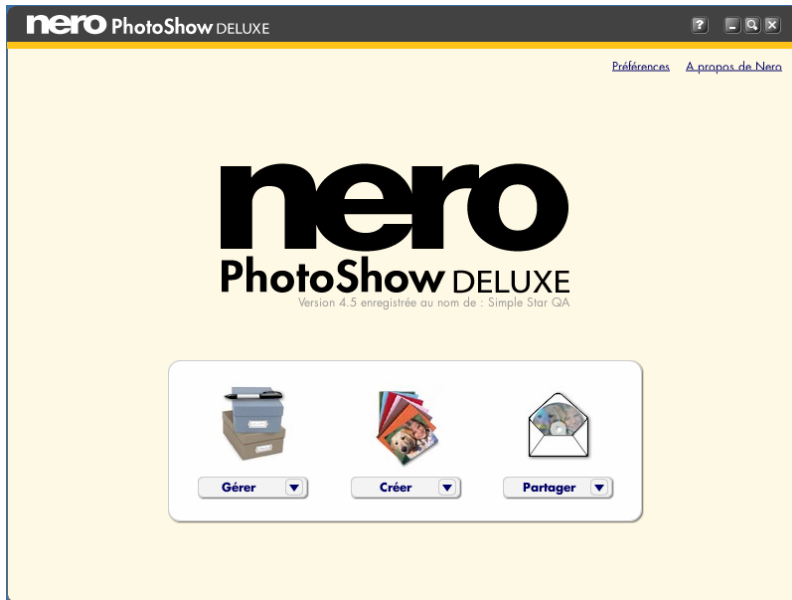 nero PhotoShow DELUXE
?
Préférences A propos de Nero
nero
PhotoShow DELUXE
Version 4.5 enregistrée au nom de : Simple Star QA
Gérer Créer Partager